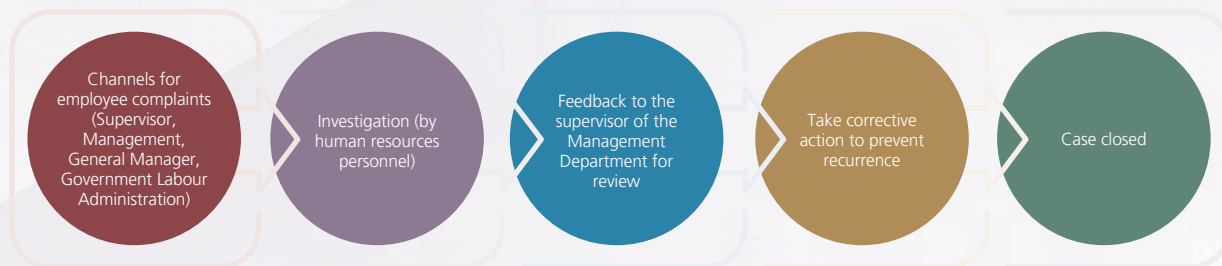 Channels for
employee complaints
(Supervisor,
Management,
General Manager,
Government Labour
Administration)
Investigation (by
human resources
personnel)
Feedback to the
supervisor of the
Management
Department for
review
Take corrective
action to prevent
recurrence
Case closed